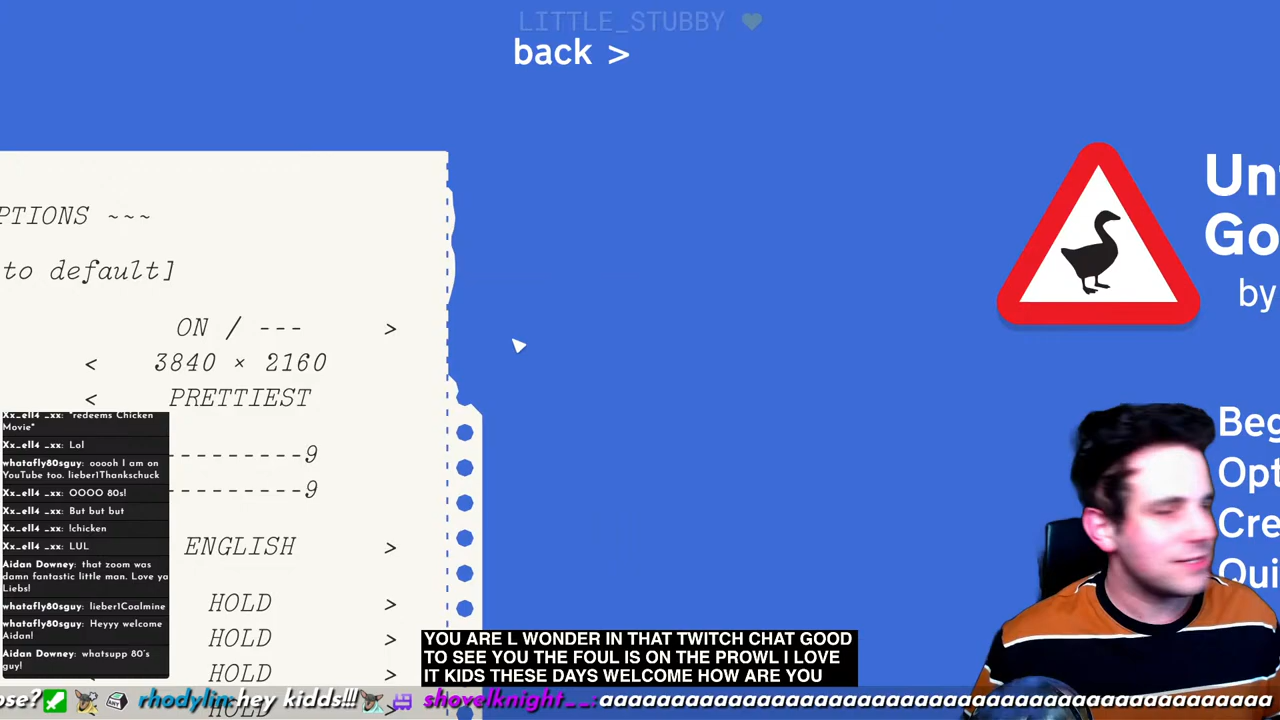 LITTLE_STUBBY
back >
PTIONS ~~~
to default]
ON / --- >
< 3840 × 2160
< PRETTIEST
---------9
---------9
ENGLISH >
HOLD >
HOLD >
HOLD >
HOLD
Un
Go
by
Beg
Opt
Cre
Qui
Xx_ell4 _xx: *redeems Chicken
Movie*
Xx_ell4 _xx: Lol
whatafly80sguy: ooooh I am on
YouTube too. lieber1Thankschuck
Xx_ell4 _xx: OOOO 80s!
Xx_ell4 _xx: But but but
Xx_ell4 _xx: !chicken
Xx_ell4 _xx: LUL
Aidan Downey: that zoom was
damn fantastic little man. Love ya
Liebs!
whatafly80sguy: lieber1Coalmine
whatafly80sguy: Heyyy welcome
Aidan!
Aidan Downey: whatsupp 80's
guy!
YOU ARE L WONDER IN THAT TWITCH CHAT GOOD
TO SEE YOU THE FOUL IS ON THE PROWL I LOVE
IT KIDS THESE DAYS WELCOME HOW ARE YOU
ose? rhodylin: hey kidds!!! shovelknight__: aaaaaaaaaaaaaaaaaaaaaaaaaaaaaaaaaaaaaaaaaaaaa